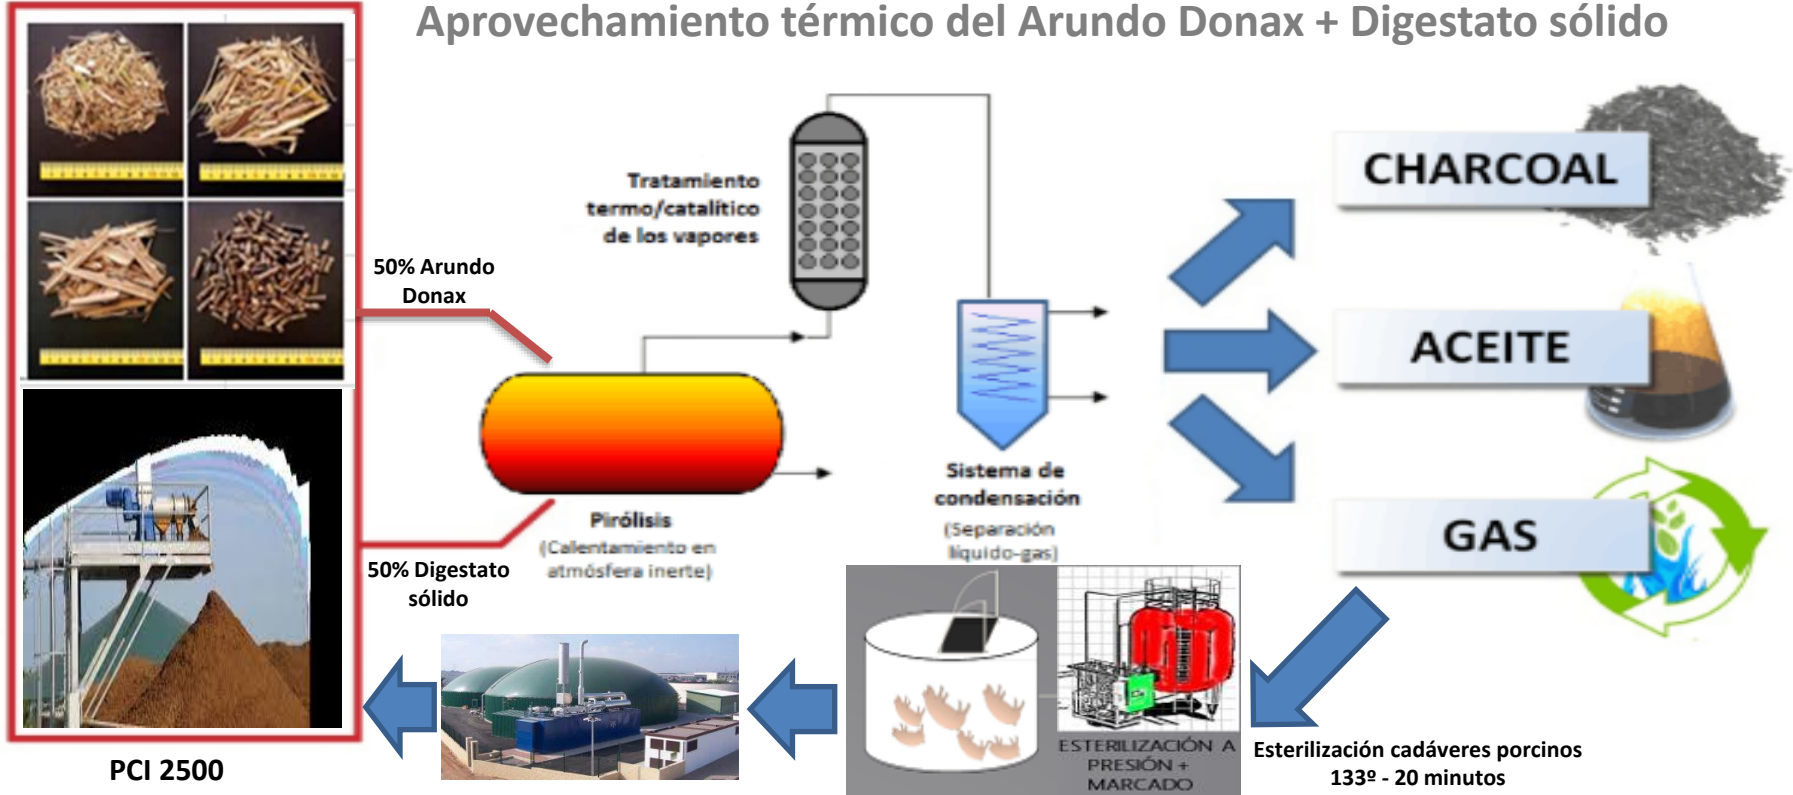 Aprovechamiento térmico del Arundo Donax + Digestato sólido
Tratamiento
termo/catalítico
de los vapores
CHARCOAL
50% Arundo
Donax
ACEITE
Sistema de
condensación
(Separación
líquido-gas)
Pirólisis
(Calentamiento en
atmósfera inerte)
GAS
50% Digestato
sólido
ESTERILIZACIÓN A
PRESIÓN +
MARCADO
Esterilización cadáveres porcinos
133º - 20 minutos
PCI 2500